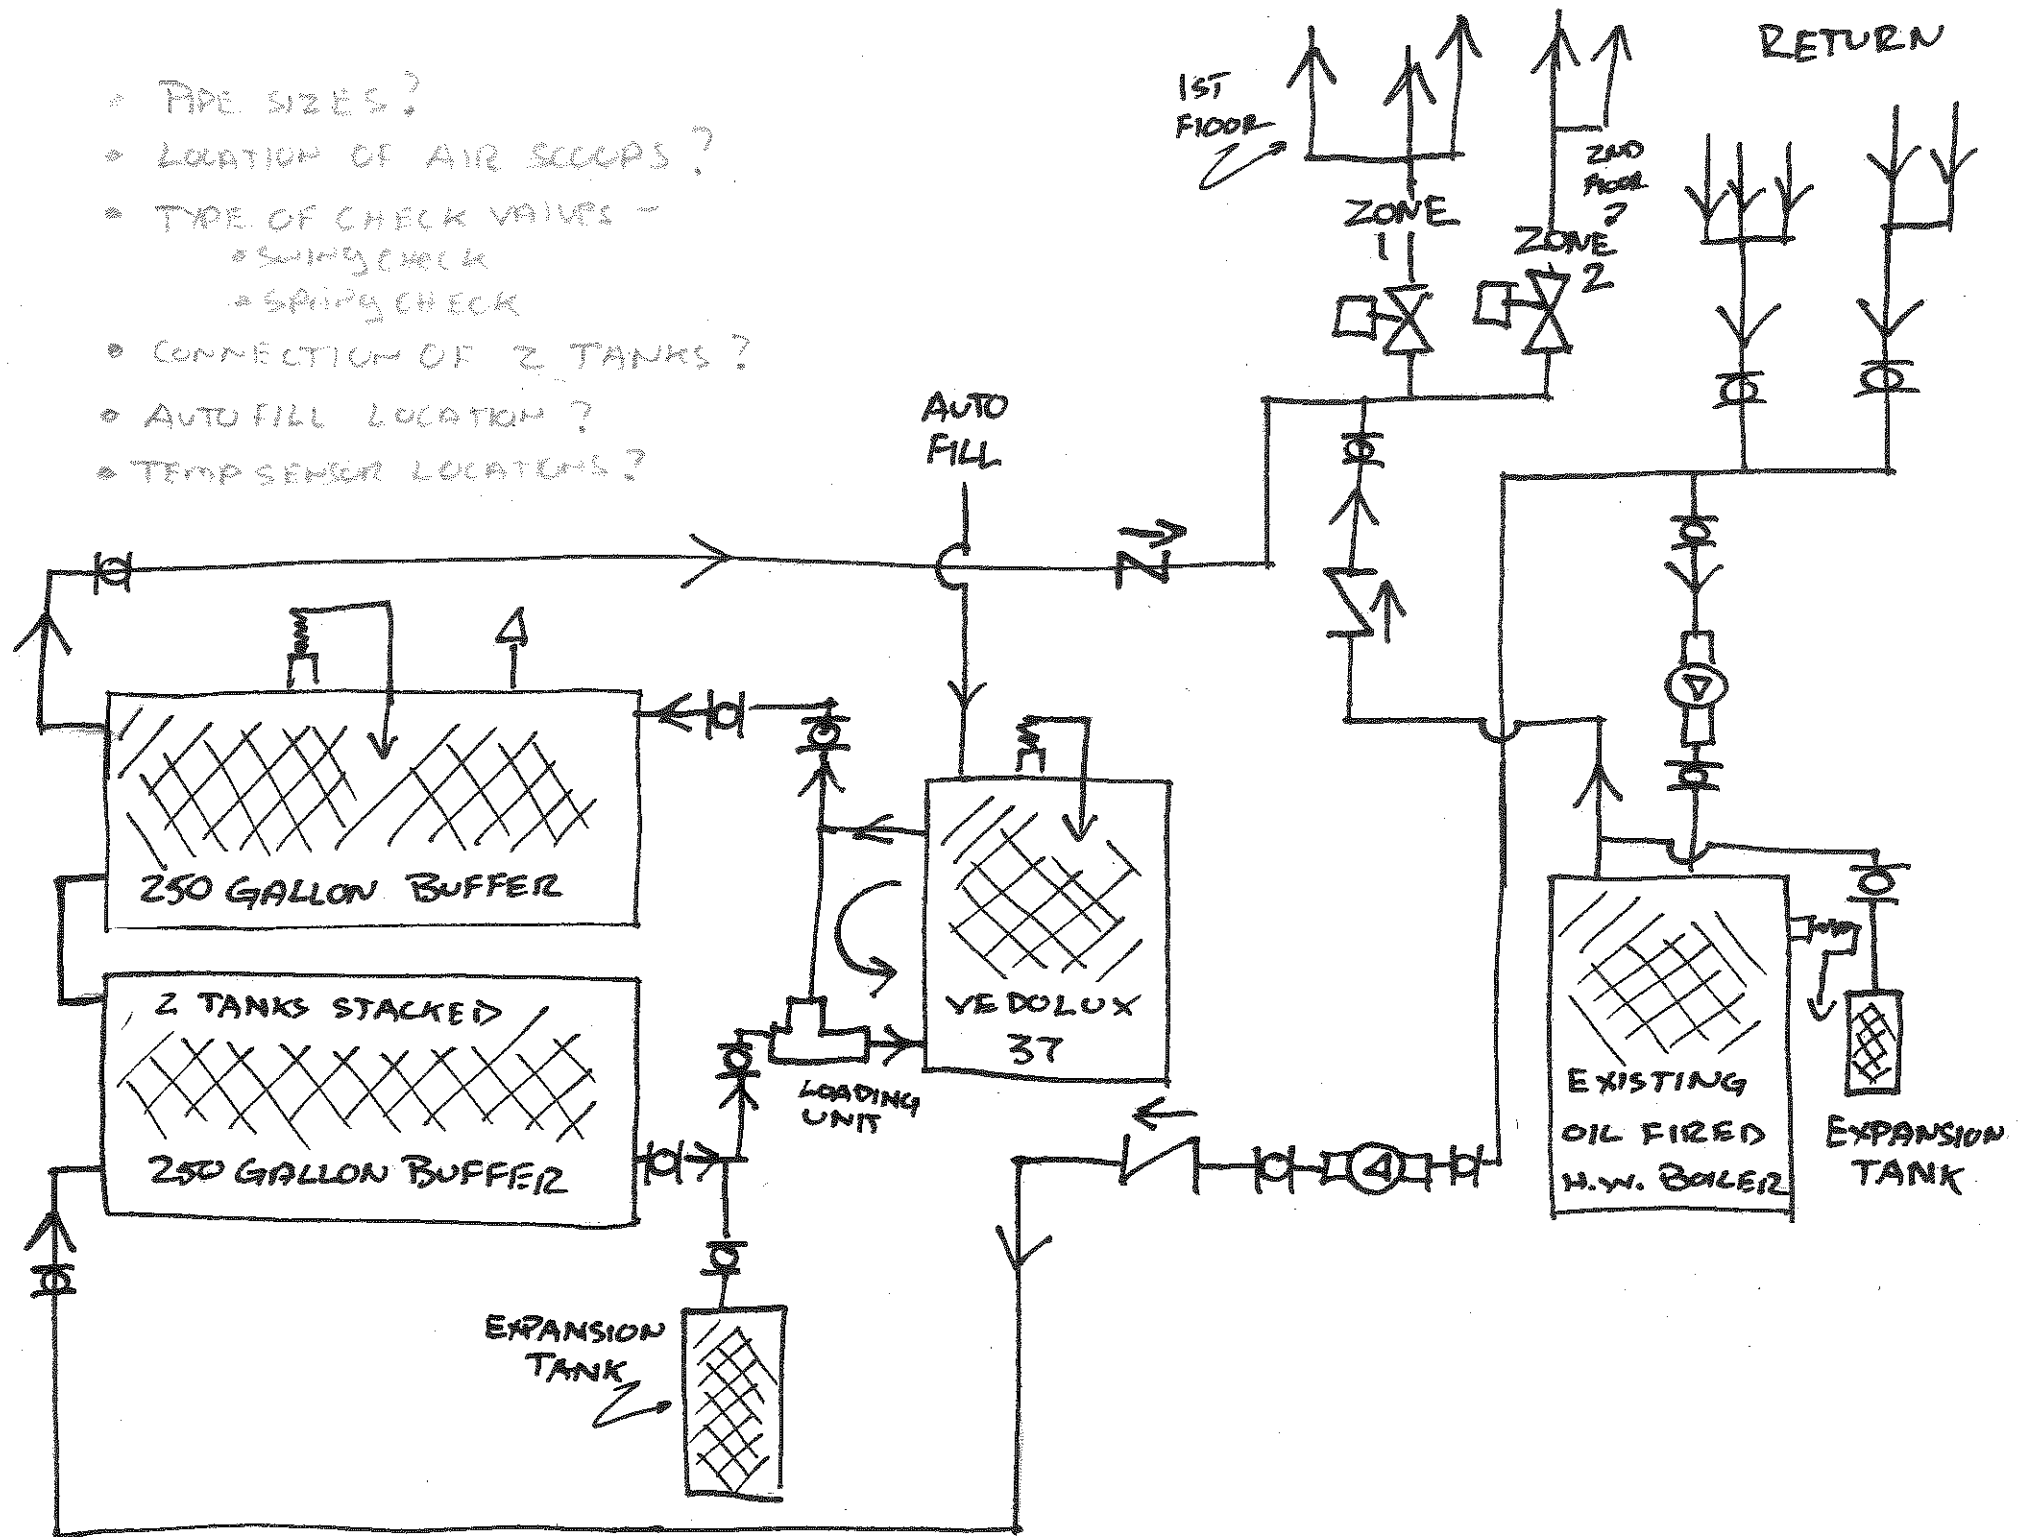 • PIPE SIZES?
• LOCATION OF AIR SCOOPS?
• TYPE OF CHECK VALVES -
• SWING CHECK
• SPRING CHECK
• CONNECTION OF 2 TANKS?
• AUTO FILL LOCATION?
• TEMP SENSOR LOCATIONS?
1ST
FLOOR
ZONE
1
2ND
FLOOR
?
ZONE
2
RETURN
AUTO
FILL
250 GALLON BUFFER
2 TANKS STACKED
250 GALLON BUFFER
VEDOLUX
37
LOADING
UNIT
EXPANSION
TANK
EXISTING
OIL FIRED
H.W. BOILER
EXPANSION
TANK